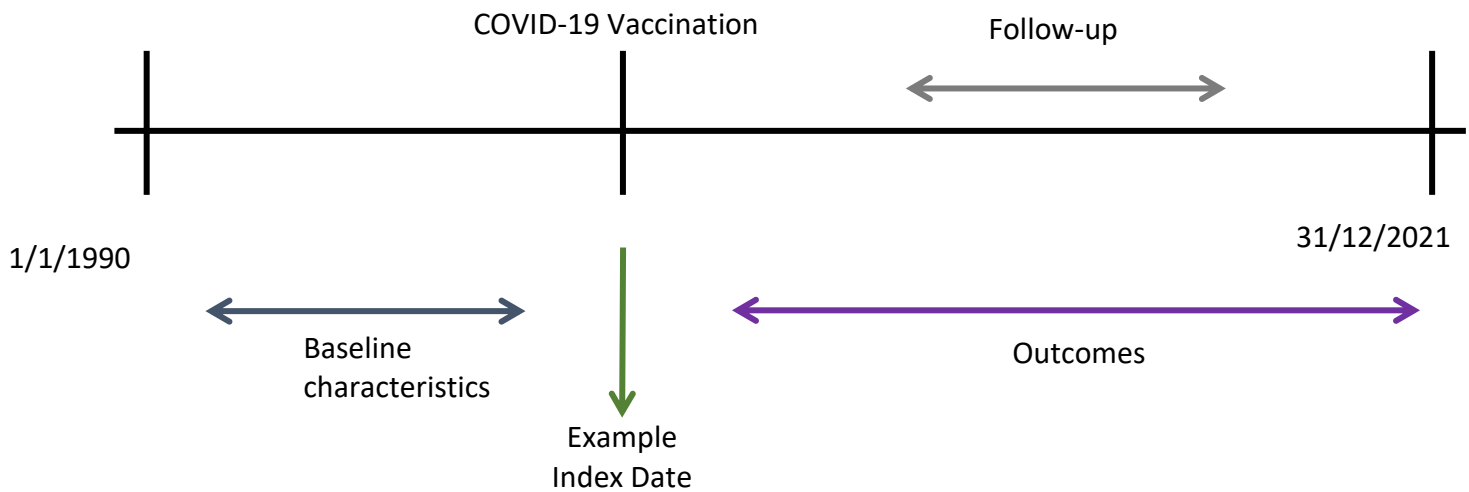 COVID-19 Vaccination
Follow-up
1/1/1990
31/12/2021
Baseline
characteristics
Outcomes
Example
Index Date